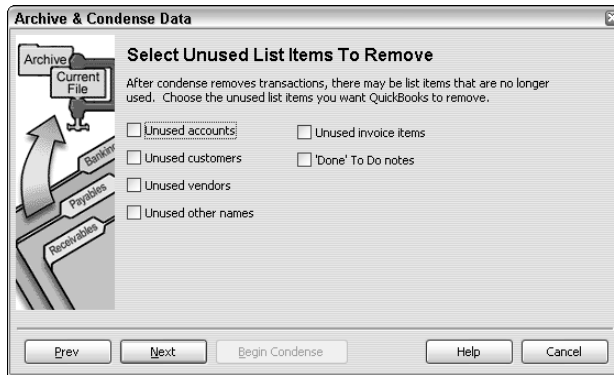 Archive & Condense Data
Archive
Current
File
Banking
Payables
Receivables
Select Unused List Items To Remove
After condense removes transactions, there may be list items that are no longer
used. Choose the unused list items you want QuickBooks to remove.
Unused accounts
Unused customers
Unused vendors
Unused other names
Unused invoice items
'Done' To Do notes
Prev
Next
Begin Condense
Help
Cancel